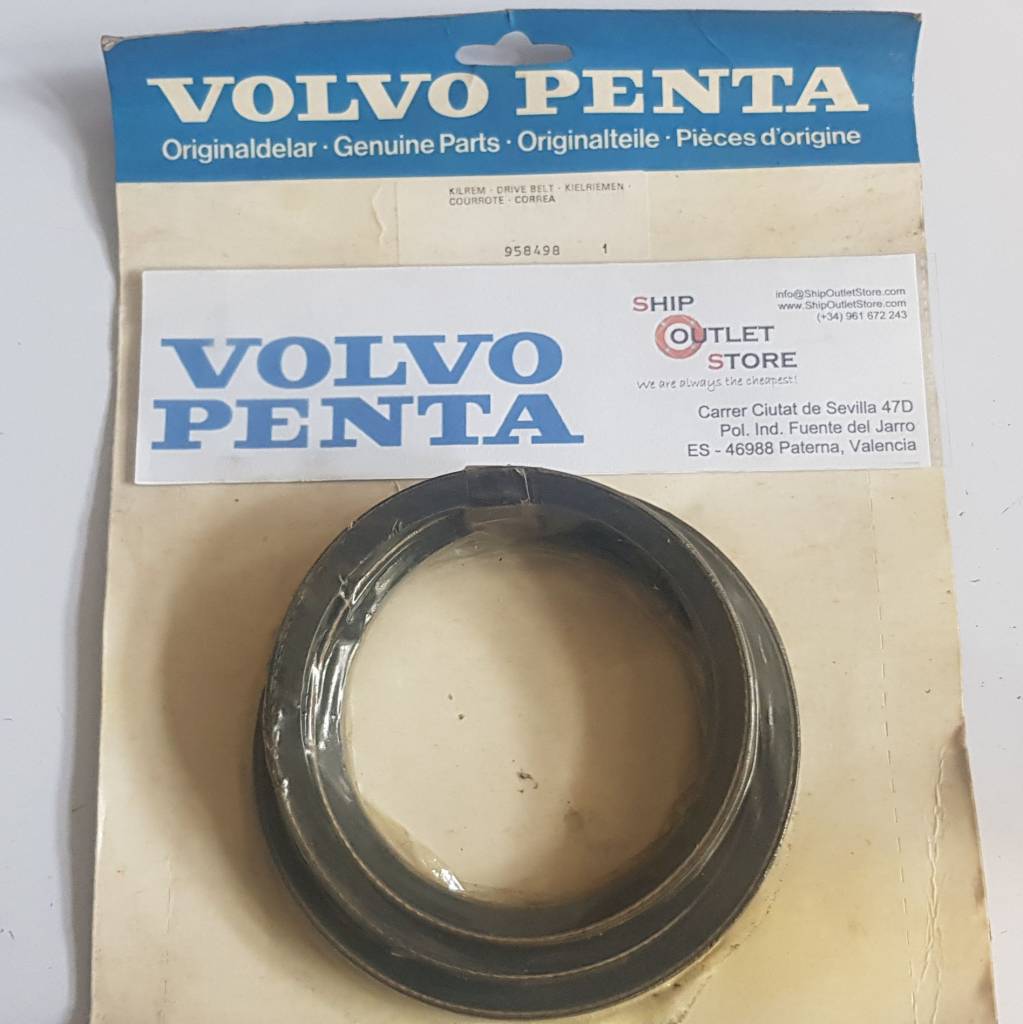 VOLVO PENTA
Originaldelar · Genuine Parts · Originalteile · Pièces d'origine
KILREM - DRIVE BELT - KIELRIEMEN -
COURROTE - CORREA
958498 1
VOLVO
PENTA
SHIP
OUTLET
STORE
We are always the cheapest!
info@ShipOutletStore.com
www.ShipOutletStore.com
(+34) 961 672 243
Carrer Ciutat de Sevilla 47D
Pol. Ind. Fuente del Jarro
ES - 46988 Paterna, Valencia